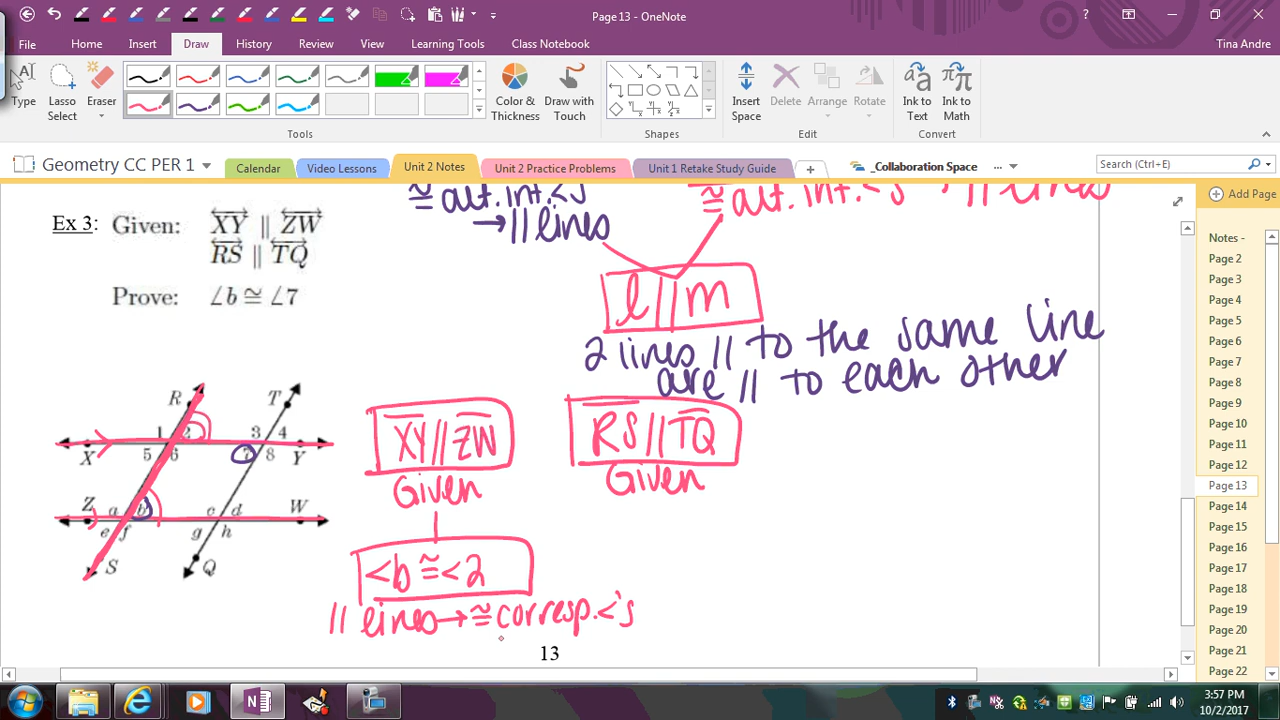 Page 13 - OneNote
?
File
Home
Insert
Draw
History
Review
View
Learning Tools
Class Notebook
Tina Andre
Type
Lasso Select
Eraser
Color & Thickness
Draw with Touch
Insert Space
Delete
Arrange
Rotate
Ink to Text
Ink to Math
Tools
Shapes
Edit
Convert
Geometry CC PER 1
Calendar
Video Lessons
Unit 2 Notes
Unit 2 Practice Problems
Unit 1 Retake Study Guide
_Collaboration Space
Search (Ctrl+E)
Add Page
Notes -
Page 2
Page 3
Page 4
Page 5
Page 6
Page 7
Page 8
Page 9
Page 10
Page 11
Page 12
Page 13
Page 14
Page 15
Page 16
Page 17
Page 18
Page 19
Page 20
Page 21
Page 22
≅ alt. int. <'s
→ || lines
≅ alt. int. <'s → || lines
l || m
2 lines || to the same line
are || to each other
Ex 3: Given: XY || ZW
RS || TQ
Prove: ∠b ≅ ∠7
R T
1 2 3 4
X 5 6 7 8 Y
Z a b c d W
e f g h
S Q
XY || ZW
Given
RS || TQ
Given
<b ≅ <2
|| lines → ≅ corresp. <'s
13
3:57 PM
10/2/2017